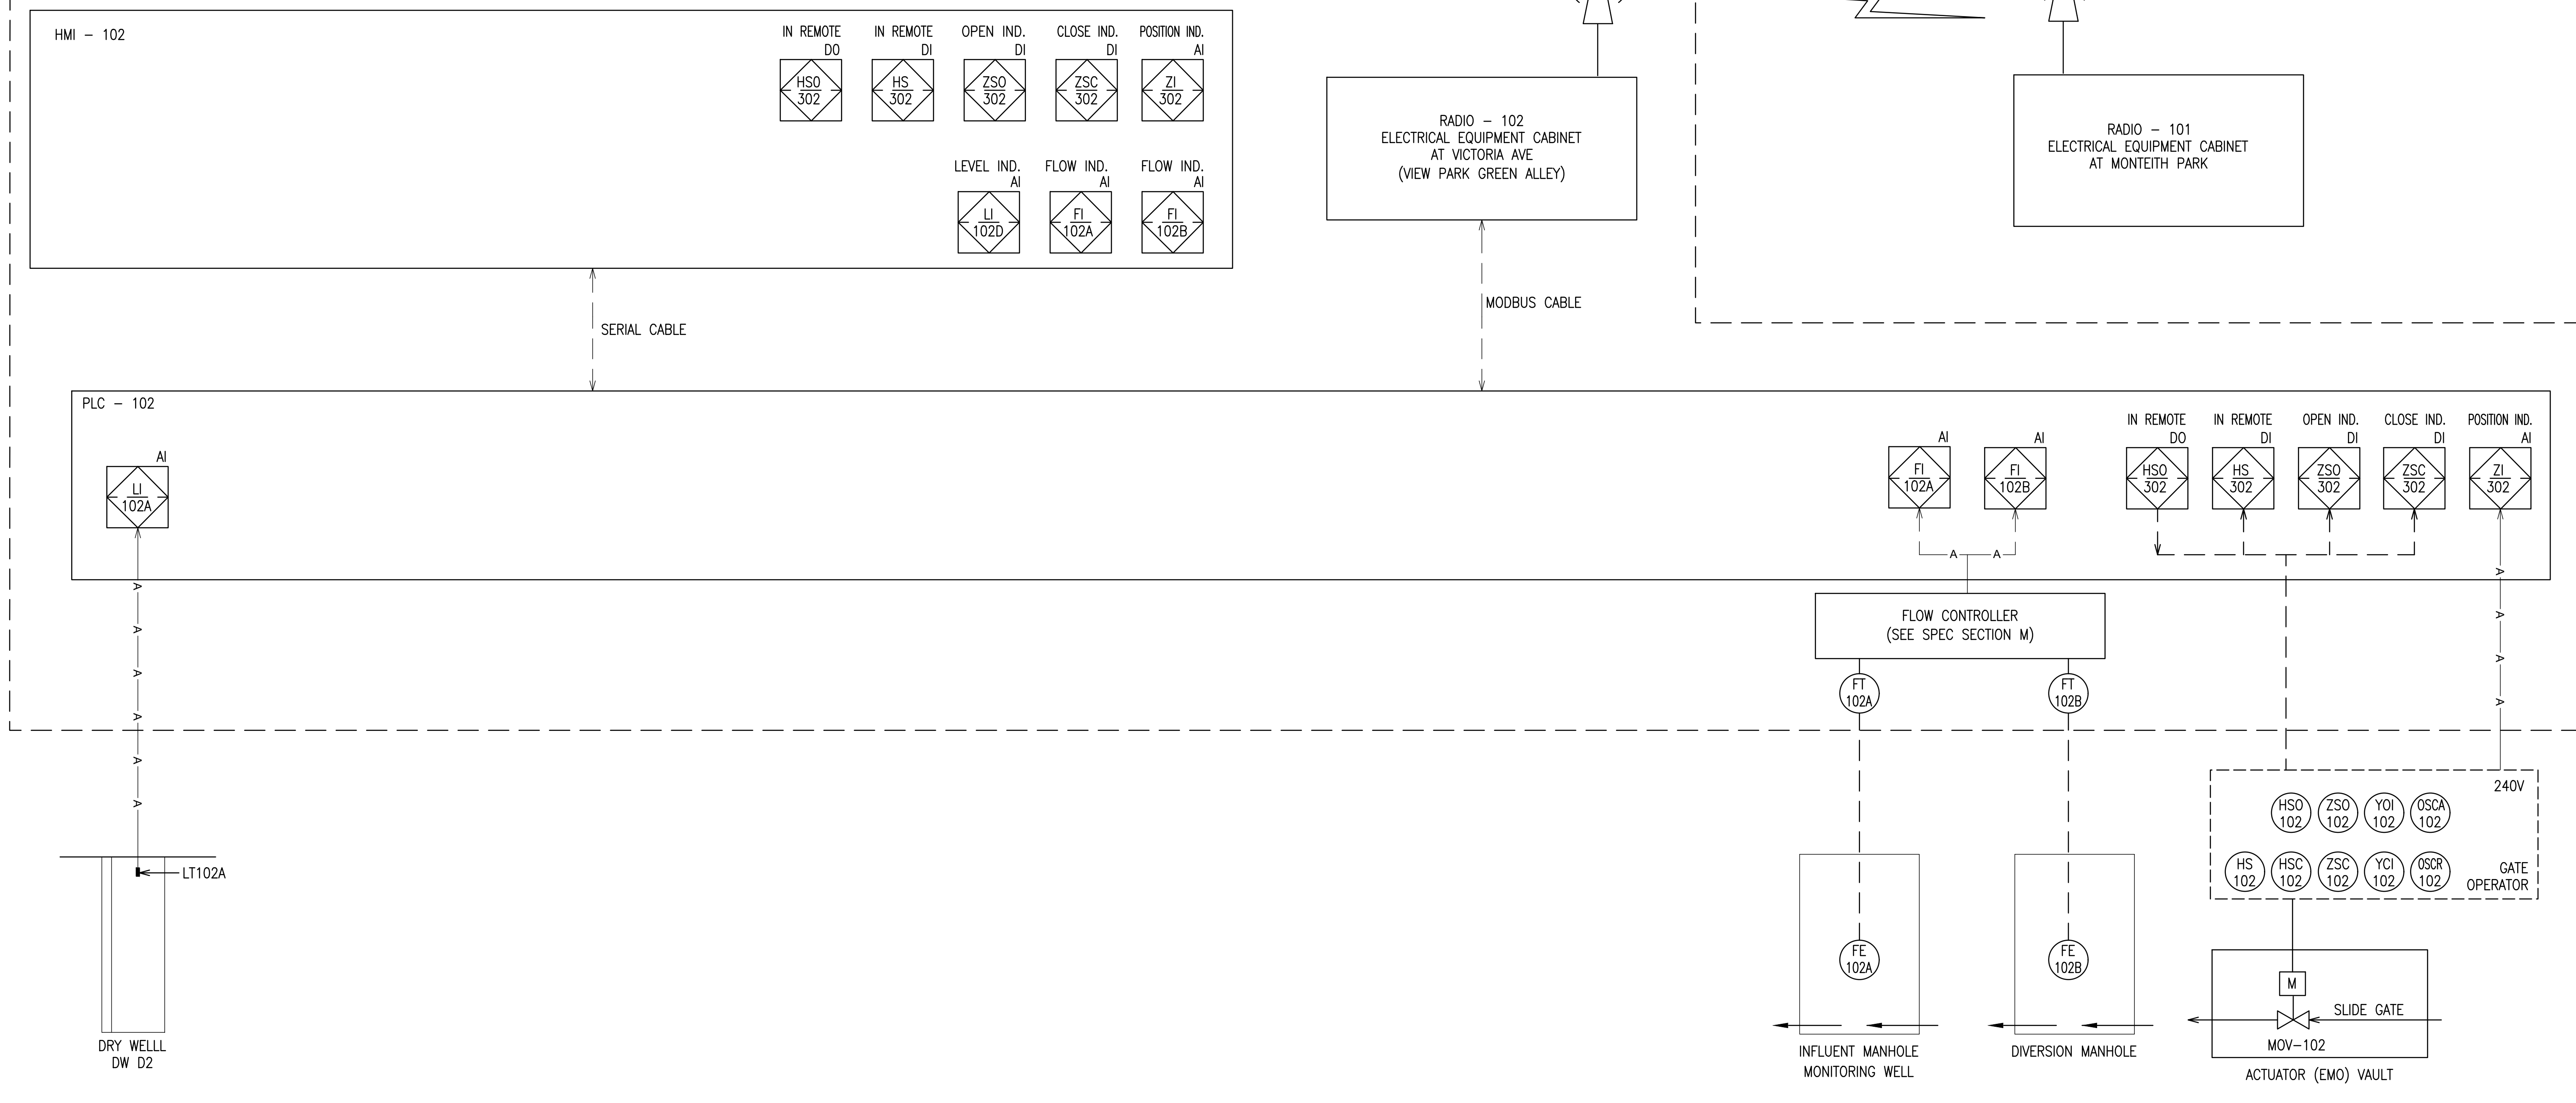 HMI - 102
IN REMOTE
DO
HSO
302
IN REMOTE
DI
HS
302
OPEN IND.
DI
ZSO
302
CLOSE IND.
DI
ZSC
302
POSITION IND.
AI
ZI
302
LEVEL IND.
AI
LI
102D
FLOW IND.
AI
FI
102A
FLOW IND.
AI
FI
102B
RADIO - 102
ELECTRICAL EQUIPMENT CABINET
AT VICTORIA AVE
(VIEW PARK GREEN ALLEY)
RADIO - 101
ELECTRICAL EQUIPMENT CABINET
AT MONTEITH PARK
SERIAL CABLE
MODBUS CABLE
PLC - 102
AI
LI
102A
AI
FI
102A
AI
FI
102B
IN REMOTE
DO
HSO
302
IN REMOTE
DI
HS
302
OPEN IND.
DI
ZSO
302
CLOSE IND.
DI
ZSC
302
POSITION IND.
AI
ZI
302
A
A
A
A
A
A
A
A
A
A
A
A
FLOW CONTROLLER
(SEE SPEC SECTION M)
FT
102A
FT
102B
240V
HSO
102
ZSO
102
YOI
102
OSCA
102
HS
102
HSC
102
ZSC
102
YCI
102
OSCR
102
GATE
OPERATOR
LT102A
DRY WELLL
DW D2
FE
102A
FE
102B
INFLUENT MANHOLE
MONITORING WELL
DIVERSION MANHOLE
M
SLIDE GATE
MOV-102
ACTUATOR (EMO) VAULT